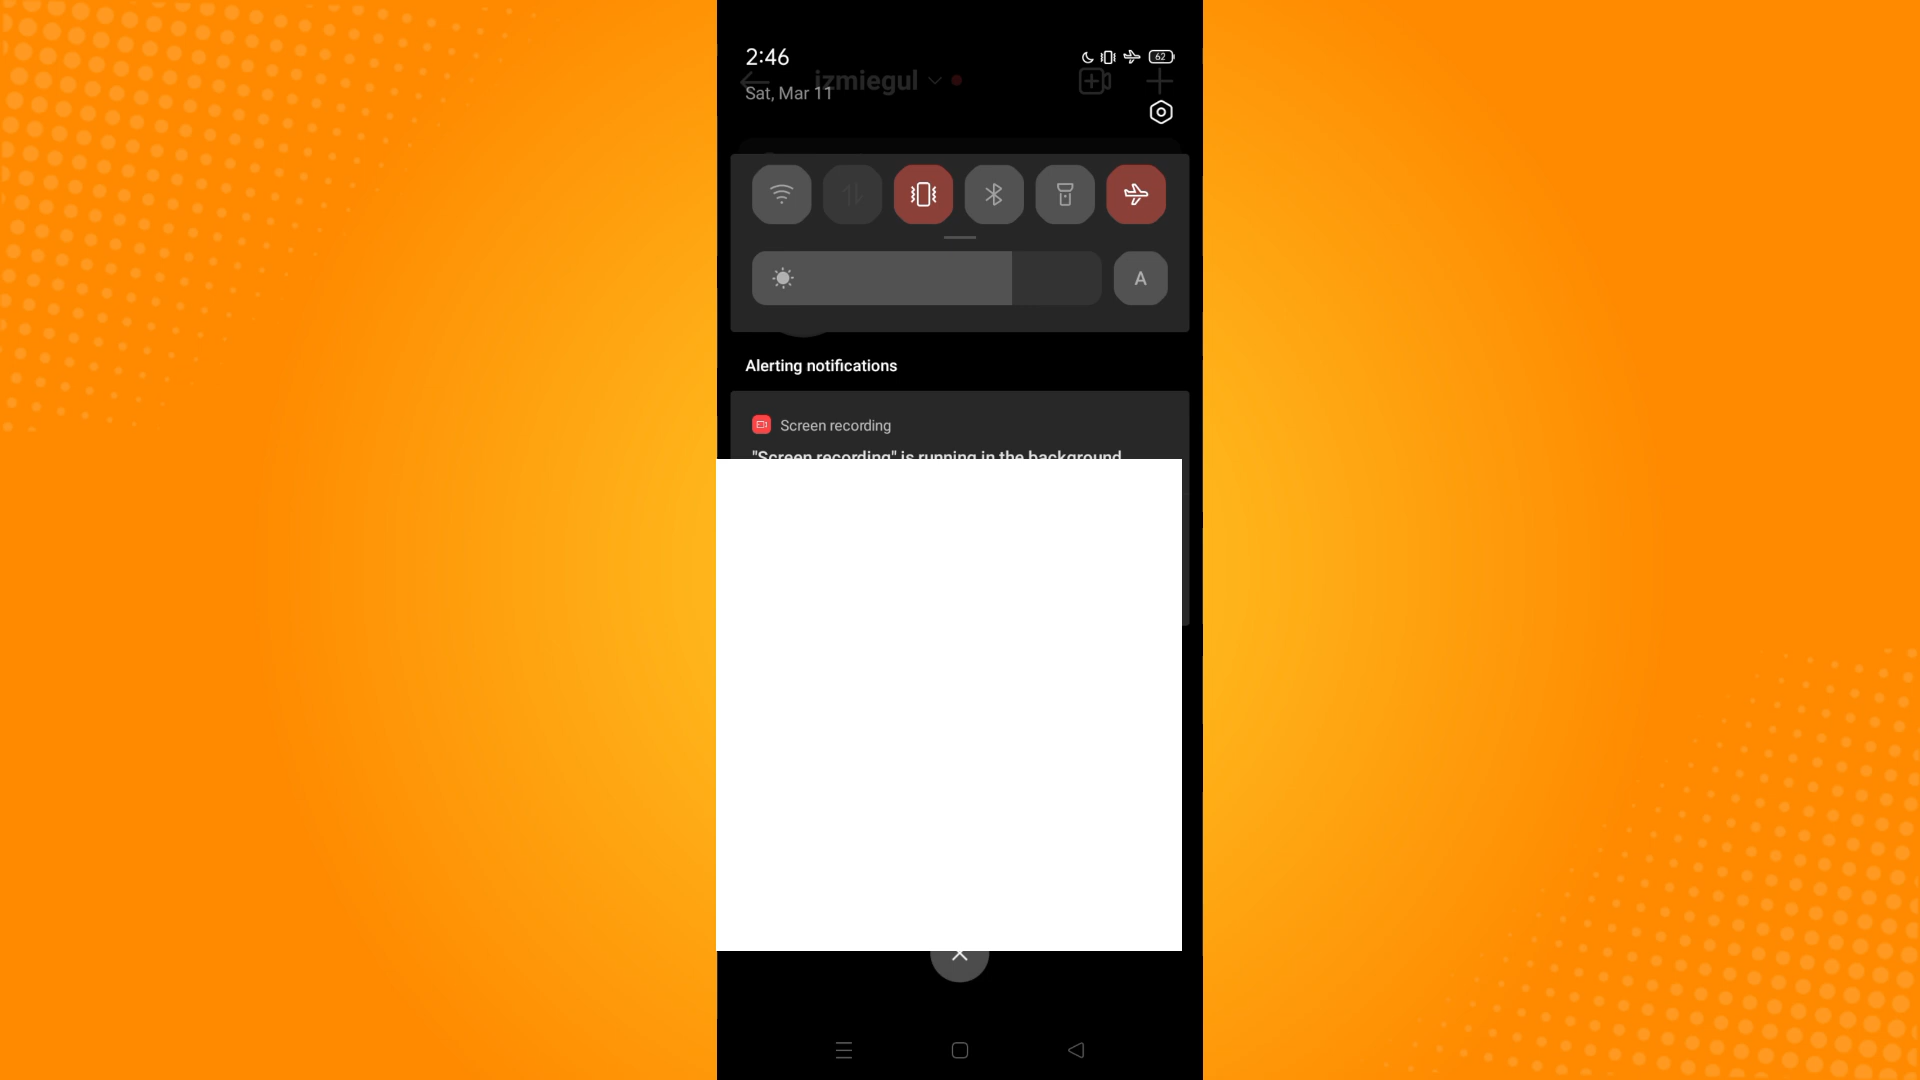 2:46
62
izmiegul
Sat, Mar 11
A
Alerting notifications
Screen recording
"Screen recording" is running in the background